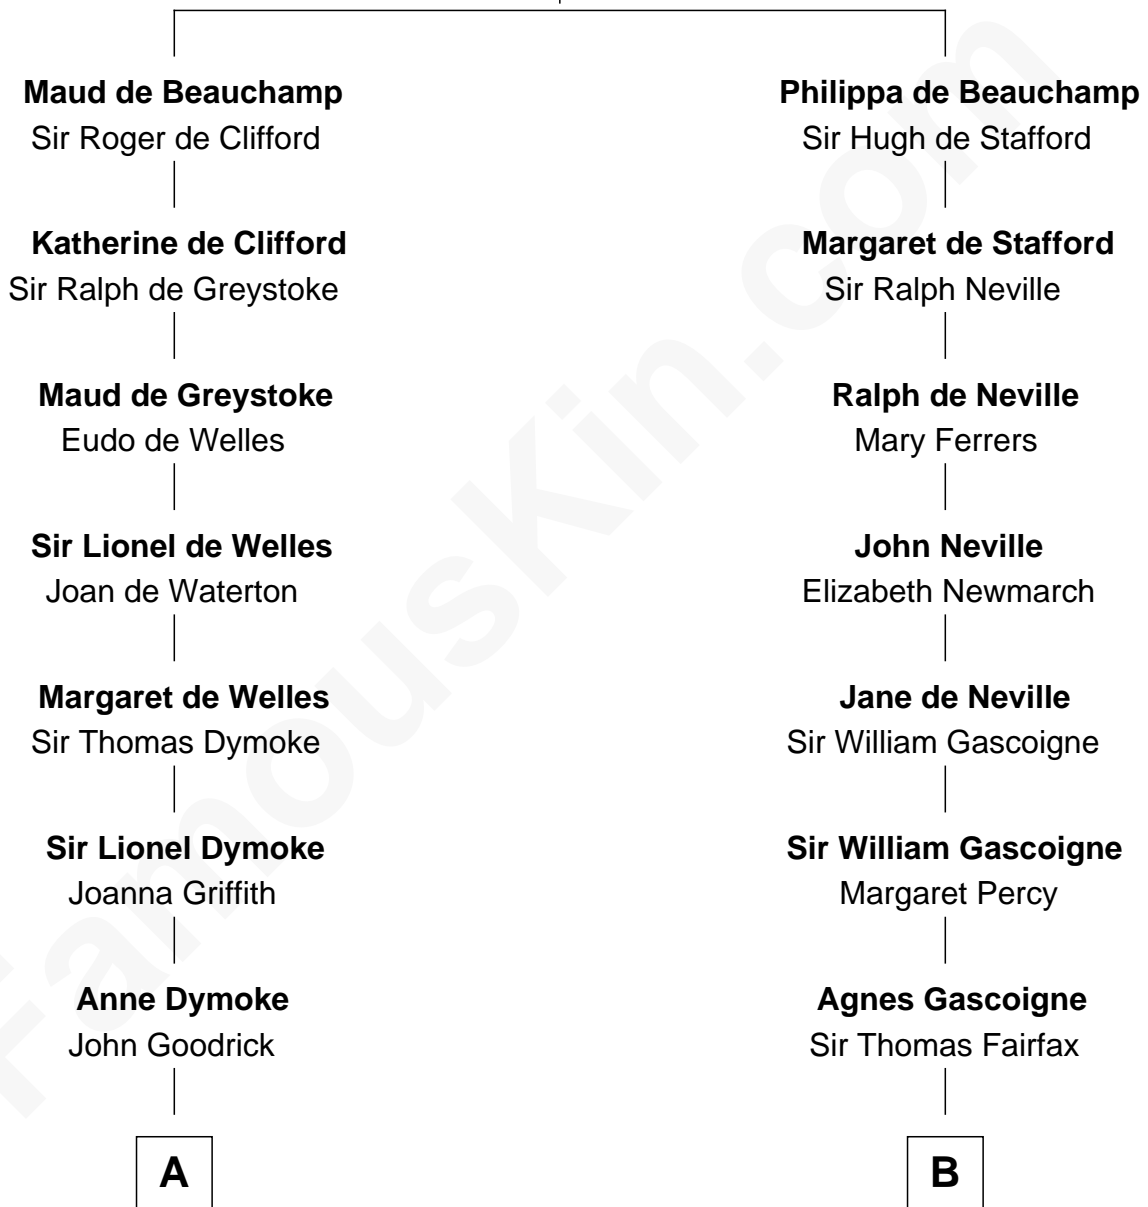 Maud de Beauchamp
Sir Roger de Clifford
Katherine de Clifford
Sir Ralph de Greystoke
Maud de Greystoke
Eudo de Welles
Sir Lionel de Welles
Joan de Waterton
Margaret de Welles
Sir Thomas Dymoke
Sir Lionel Dymoke
Joanna Griffith
Anne Dymoke
John Goodrick
A
Philippa de Beauchamp
Sir Hugh de Stafford
Margaret de Stafford
Sir Ralph Neville
Ralph de Neville
Mary Ferrers
John Neville
Elizabeth Newmarch
Jane de Neville
Sir William Gascoigne
Sir William Gascoigne
Margaret Percy
Agnes Gascoigne
Sir Thomas Fairfax
B
FamousKin.com